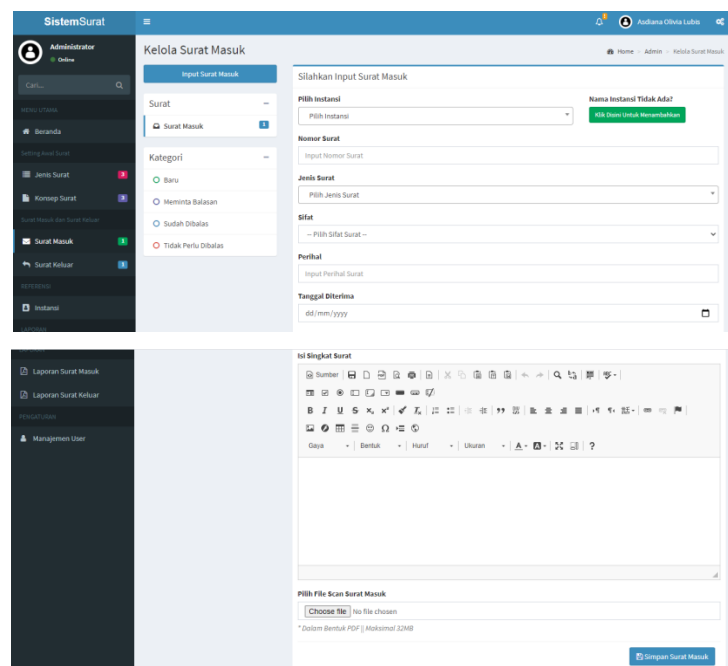 SistemSurat
Asdiana Olivia Lubis
Administrator
Online
Cari...
MENU UTAMA
Beranda
Setting Awal Surat
Jenis Surat 3
Konsep Surat 3
Surat Masuk dan Surat Keluar
Surat Masuk 1
Surat Keluar 1
REFERENSI
Instansi
LAPORAN
Kelola Surat Masuk
Home > Admin > Kelola Surat Masuk
Input Surat Masuk
Surat
Surat Masuk 1
Kategori
Baru
Meminta Balasan
Sudah Dibalas
Tidak Perlu Dibalas
Silahkan Input Surat Masuk
Pilih Instansi
Pilih Instansi
Nama Instansi Tidak Ada?
Klik Disini Untuk Menambahkan
Nomor Surat
Input Nomor Surat
Jenis Surat
Pilih Jenis Surat
Sifat
-- Pilih Sifat Surat --
Perihal
Input Perihal Surat
Tanggal Diterima
dd/mm/yyyy
Laporan Surat Masuk
Laporan Surat Keluar
PENGATURAN
Manajemen User
Isi Singkat Surat
Sumber
Gaya Bentuk Huruf Ukuran
Pilih File Scan Surat Masuk
Choose file No file chosen
* Dalam Bentuk PDF || Maksimal 32MB
Simpan Surat Masuk